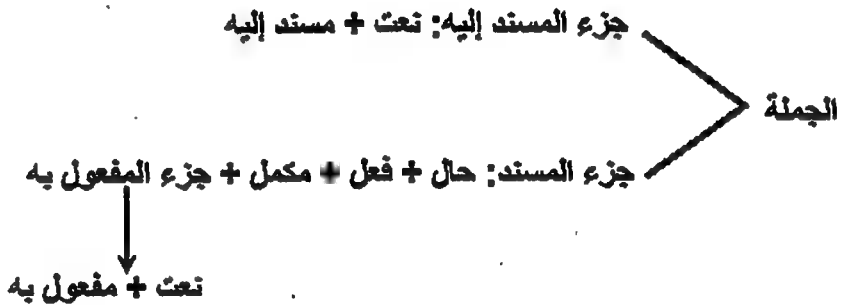 جزء المسند إليه: نعت + مسند إليه
الجملة
جزء المسند: حال + فعل + مكمل + جزء المفعول به
نعت + مفعول به